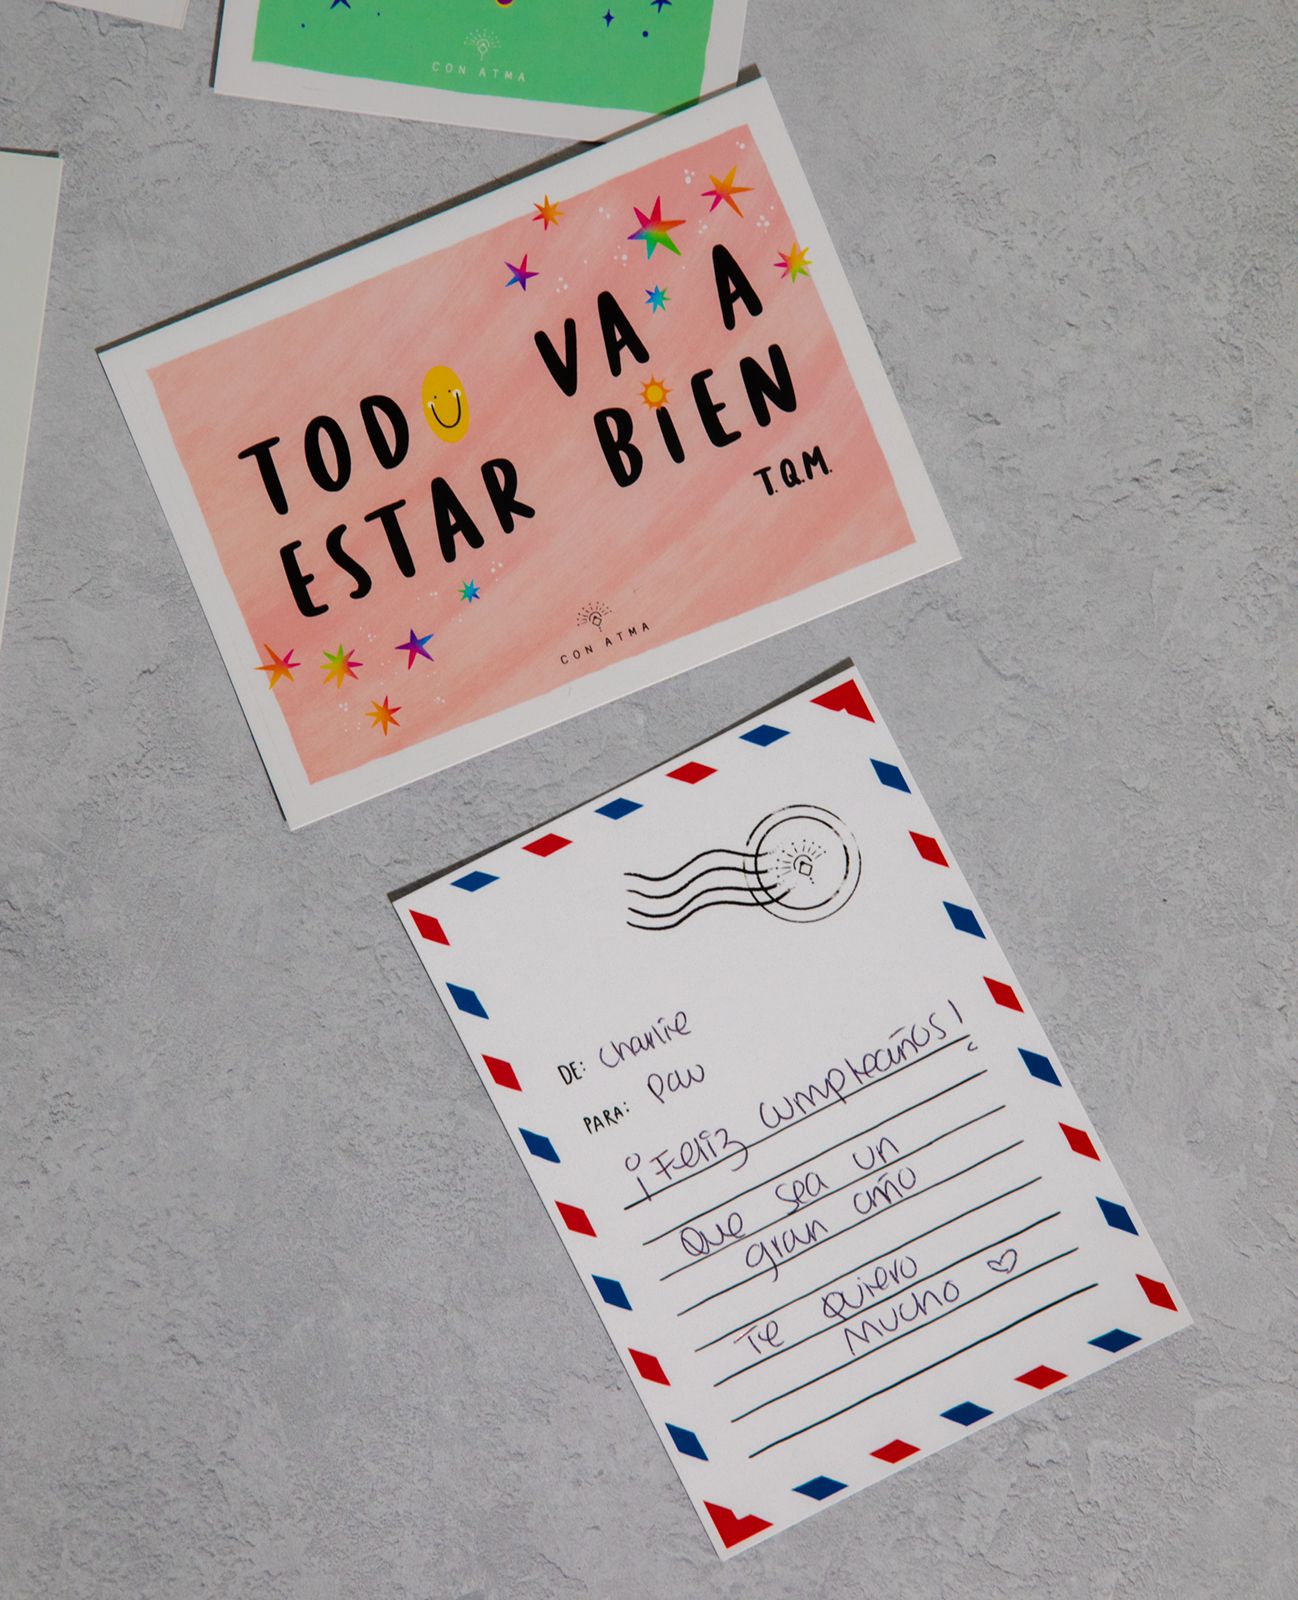 CON ATMA
TODO VA A
ESTAR BIEN
T.Q.M.
CON ATMA
DE: Charlie
PARA: Pau
¡Feliz cumpleaños!
Que sea un
gran año
Te quiero
mucho ♡